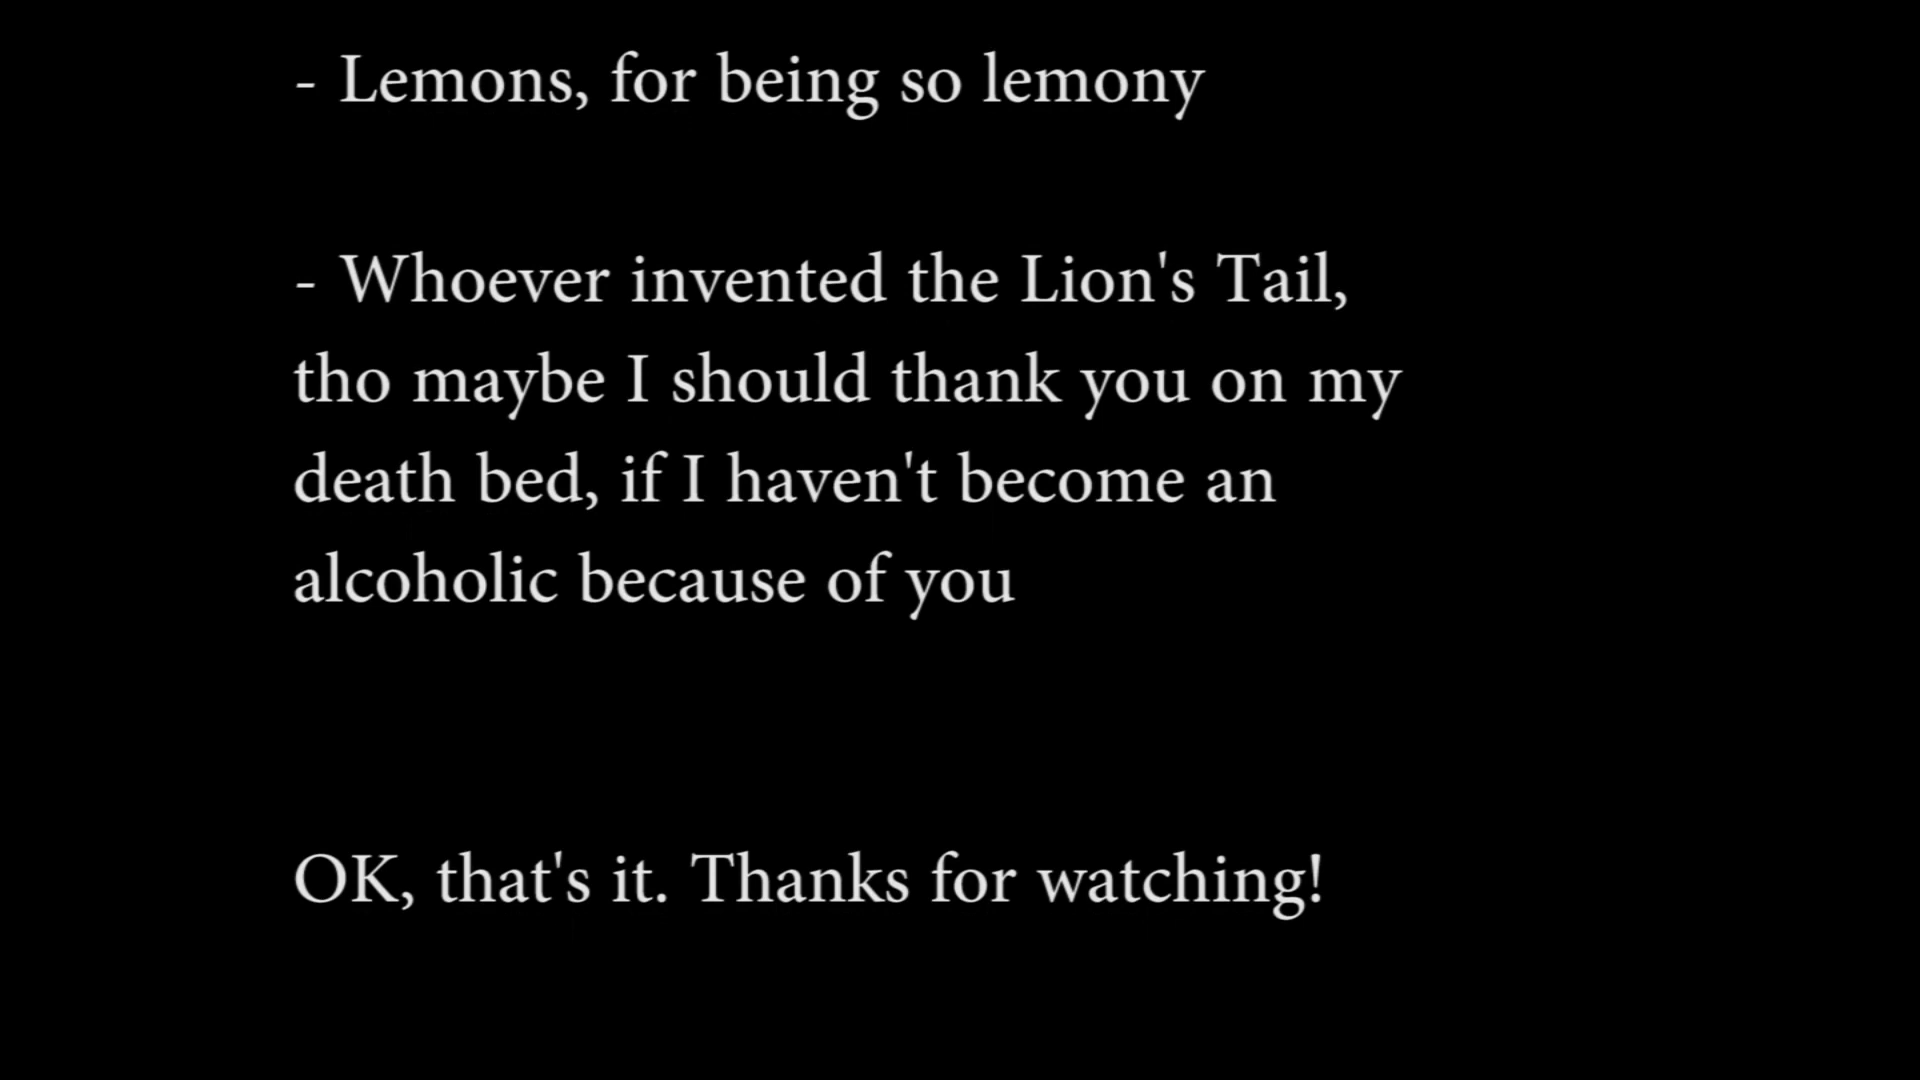 - Lemons, for being so lemony
- Whoever invented the Lion's Tail,
tho maybe I should thank you on my
death bed, if I haven't become an
alcoholic because of you
OK, that's it. Thanks for watching!